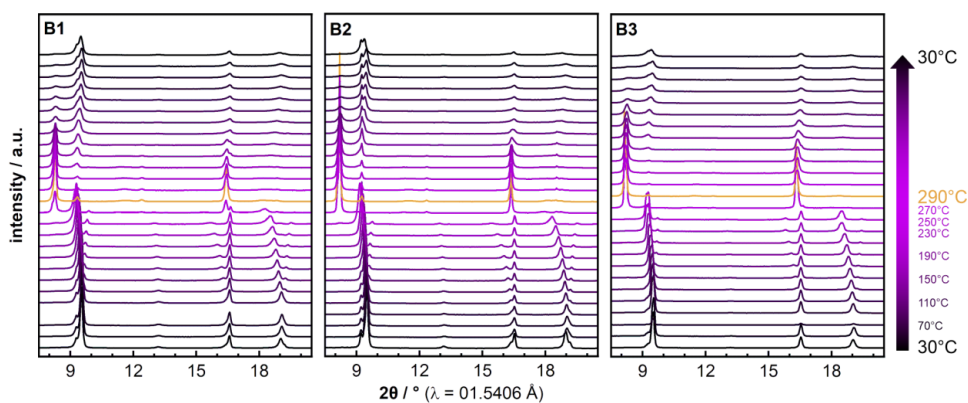 B1
B2
B3
intensity / a.u.
30°C
290°C
270°C
250°C
230°C
190°C
150°C
110°C
70°C
30°C
9 12 15 18
9 12 15 18
9 12 15 18
2θ / ° (λ = 01.5406 Å)